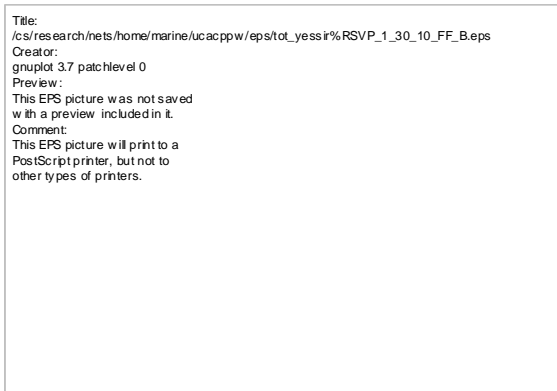 Title:
/cs/research/nets/home/marine/ucacppw/eps/tot_yessir%RSVP_1_30_10_FF_B.eps
Creator:
gnuplot 3.7 patchlevel 0
Preview:
This EPS picture was not saved
with a preview included in it.
Comment:
This EPS picture will print to a
PostScript printer, but not to
other types of printers.